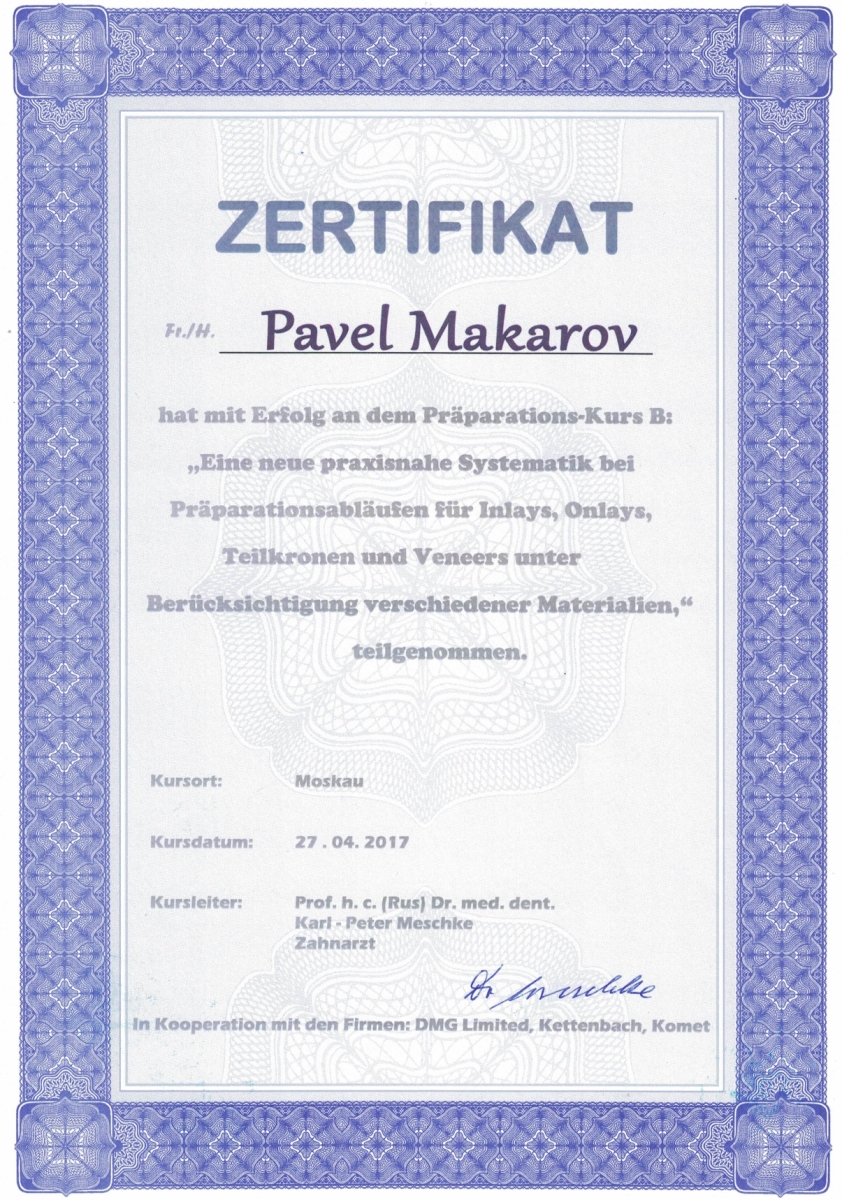 ZERTIFIKAT
Fr./H. Pavel Makarov
hat mit Erfolg an dem Präparations-Kurs B:
„Eine neue praxisnahe Systematik bei
Präparationsabläufen für Inlays, Onlays,
Teilkronen und Veneers unter
Berücksichtigung verschiedener Materialien,“
teilgenommen.
Kursort: Moskau
Kursdatum: 27 . 04. 2017
Kursleiter: Prof. h. c. (Rus) Dr. med. dent.
Karl - Peter Meschke
Zahnarzt
Dr Meschke
In Kooperation mit den Firmen: DMG Limited, Kettenbach, Komet